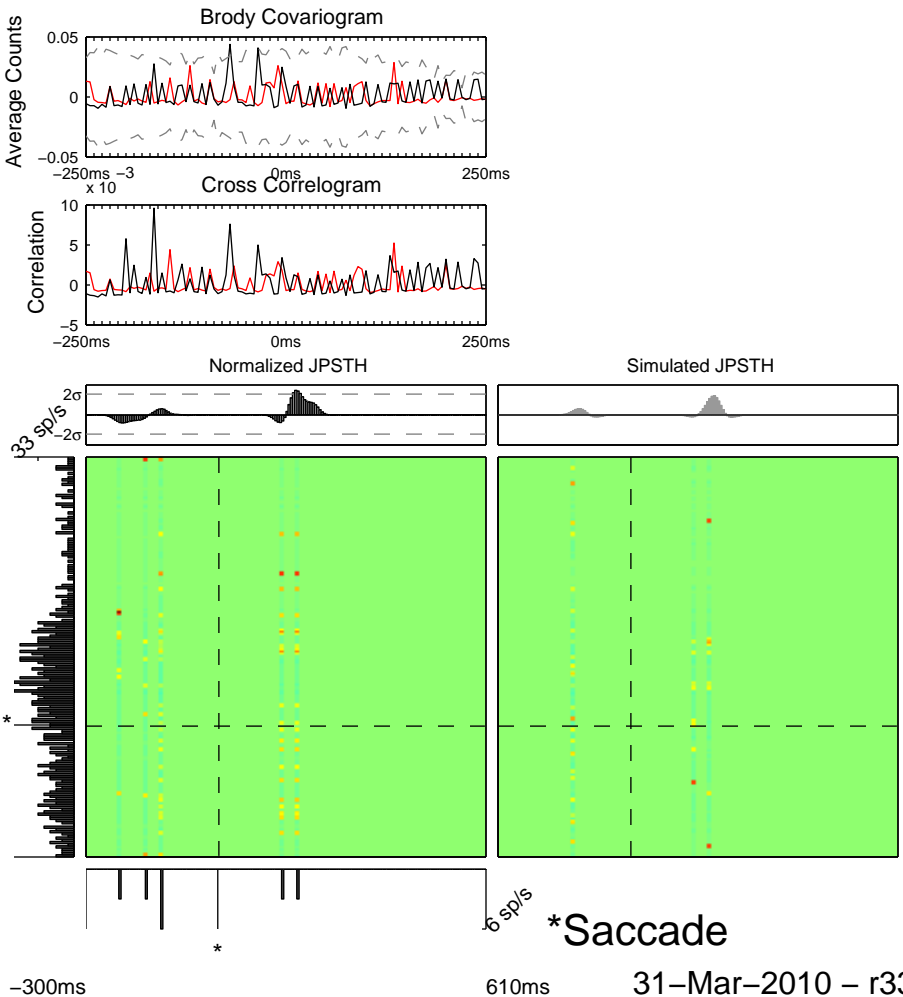 Brody Covariogram
Average Counts
0.05
0
−0.05
−250ms
−3
0ms
250ms
x 10
Cross Correlogram
Correlation
10
5
0
−5
−250ms
0ms
250ms
Normalized JPSTH
Simulated JPSTH
2σ
−2σ
33 sp/s
*
*
6 sp/s
*Saccade
−300ms
610ms
31−Mar−2010 − r33